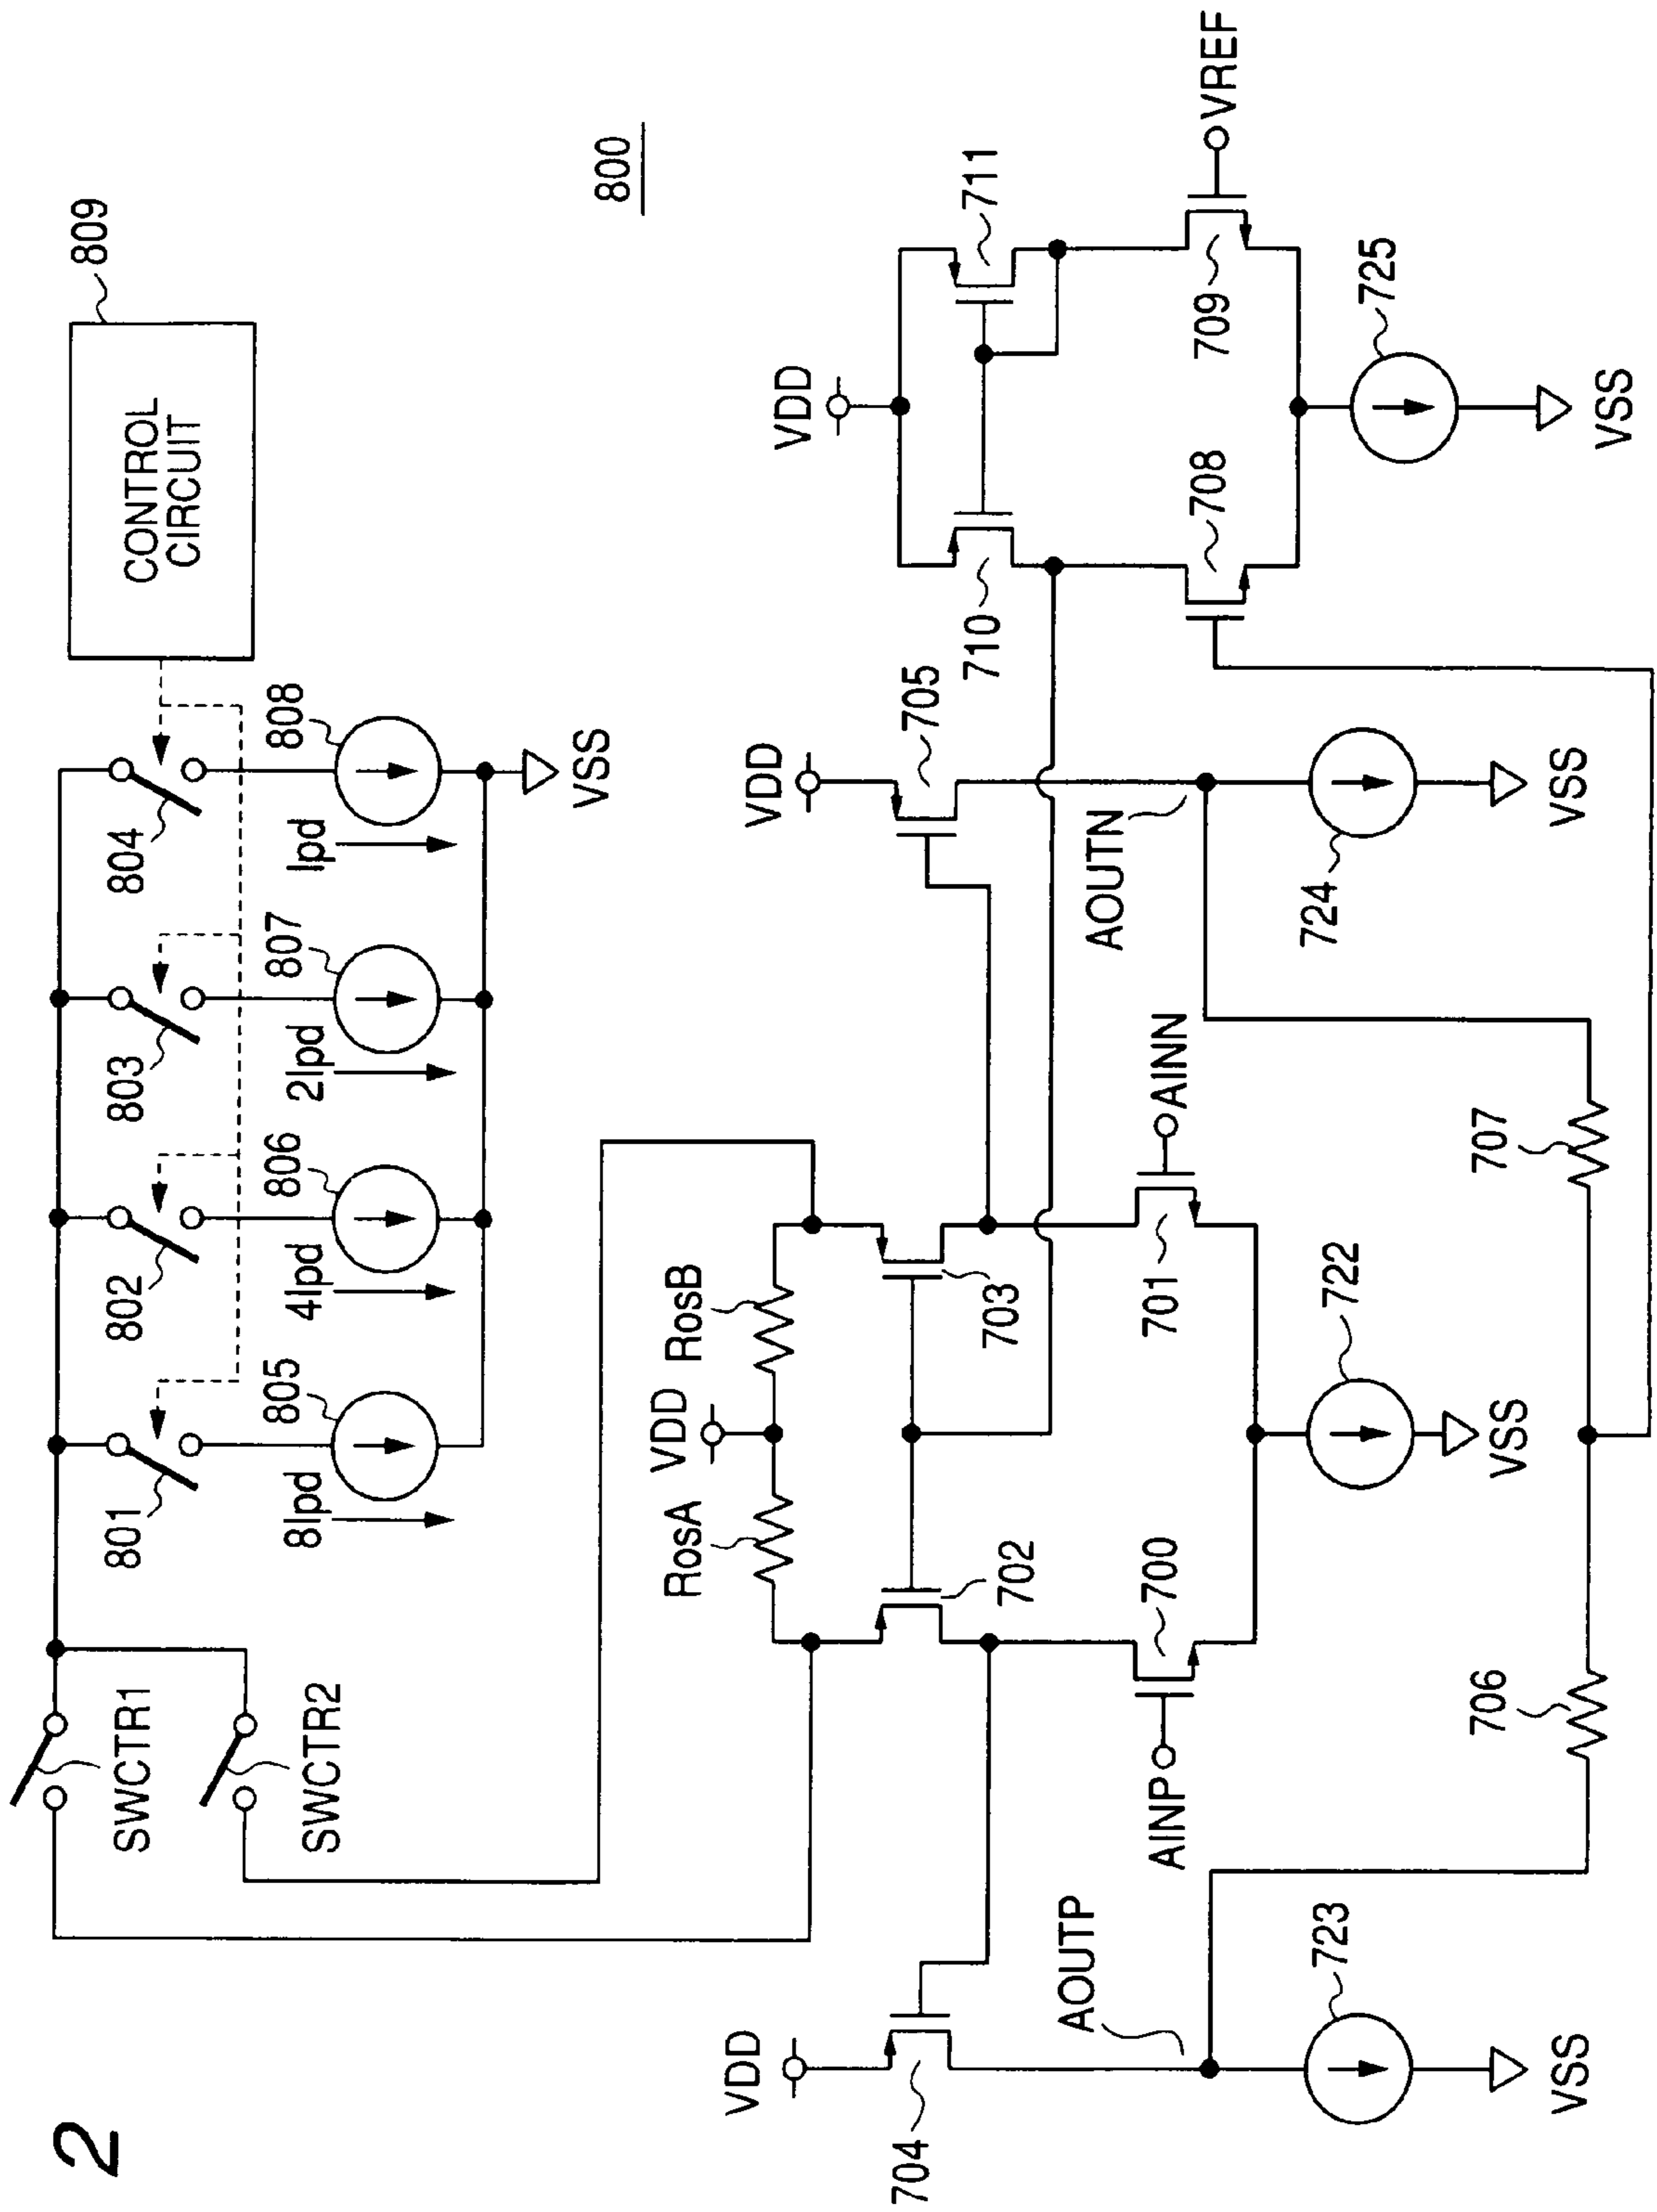 2
SWCTR1
SWCTR2
801
802
803
804
8Ipd
805
4Ipd
806
2Ipd
807
Ipd
808
VSS
CONTROL
CIRCUIT
809
800
VDD
704
AOUTP
723
VSS
RosA
VDD
RosB
702
703
AINP
700
701
AINN
722
VSS
706
707
VDD
705
AOUTN
724
VSS
VDD
710
711
708
709
VREF
725
VSS